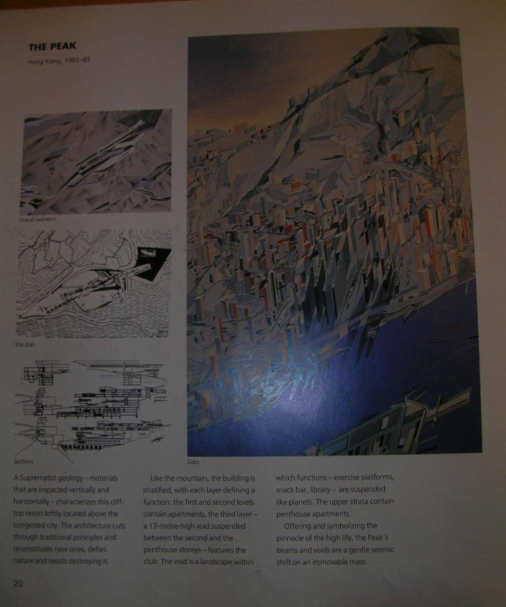 THE PEAK
Hong Kong, 1982–83
Overall isometric
Site plan
Sections
Slabs
A Suprematist geology – materials
that are impacted vertically and
horizontally – characterizes this cliff-
top resort loftily located above the
congested city. The architecture cuts
through traditional principles and
reconstitutes new ones, defies
nature and resists destroying it.
Like the mountain, the building is
stratified, with each layer defining a
function: the first and second levels
contain apartments, the third layer –
a 13-metre-high void suspended
between the second and the
penthouse storeys – features the
club. The void is a landscape within
which functions – exercise platforms,
snack bar, library – are suspended
like planets. The upper strata contain
penthouse apartments.
Offering and symbolizing the
pinnacle of the high life, the Peak's
beams and voids are a gentle seismic
shift on an immovable mass.
20